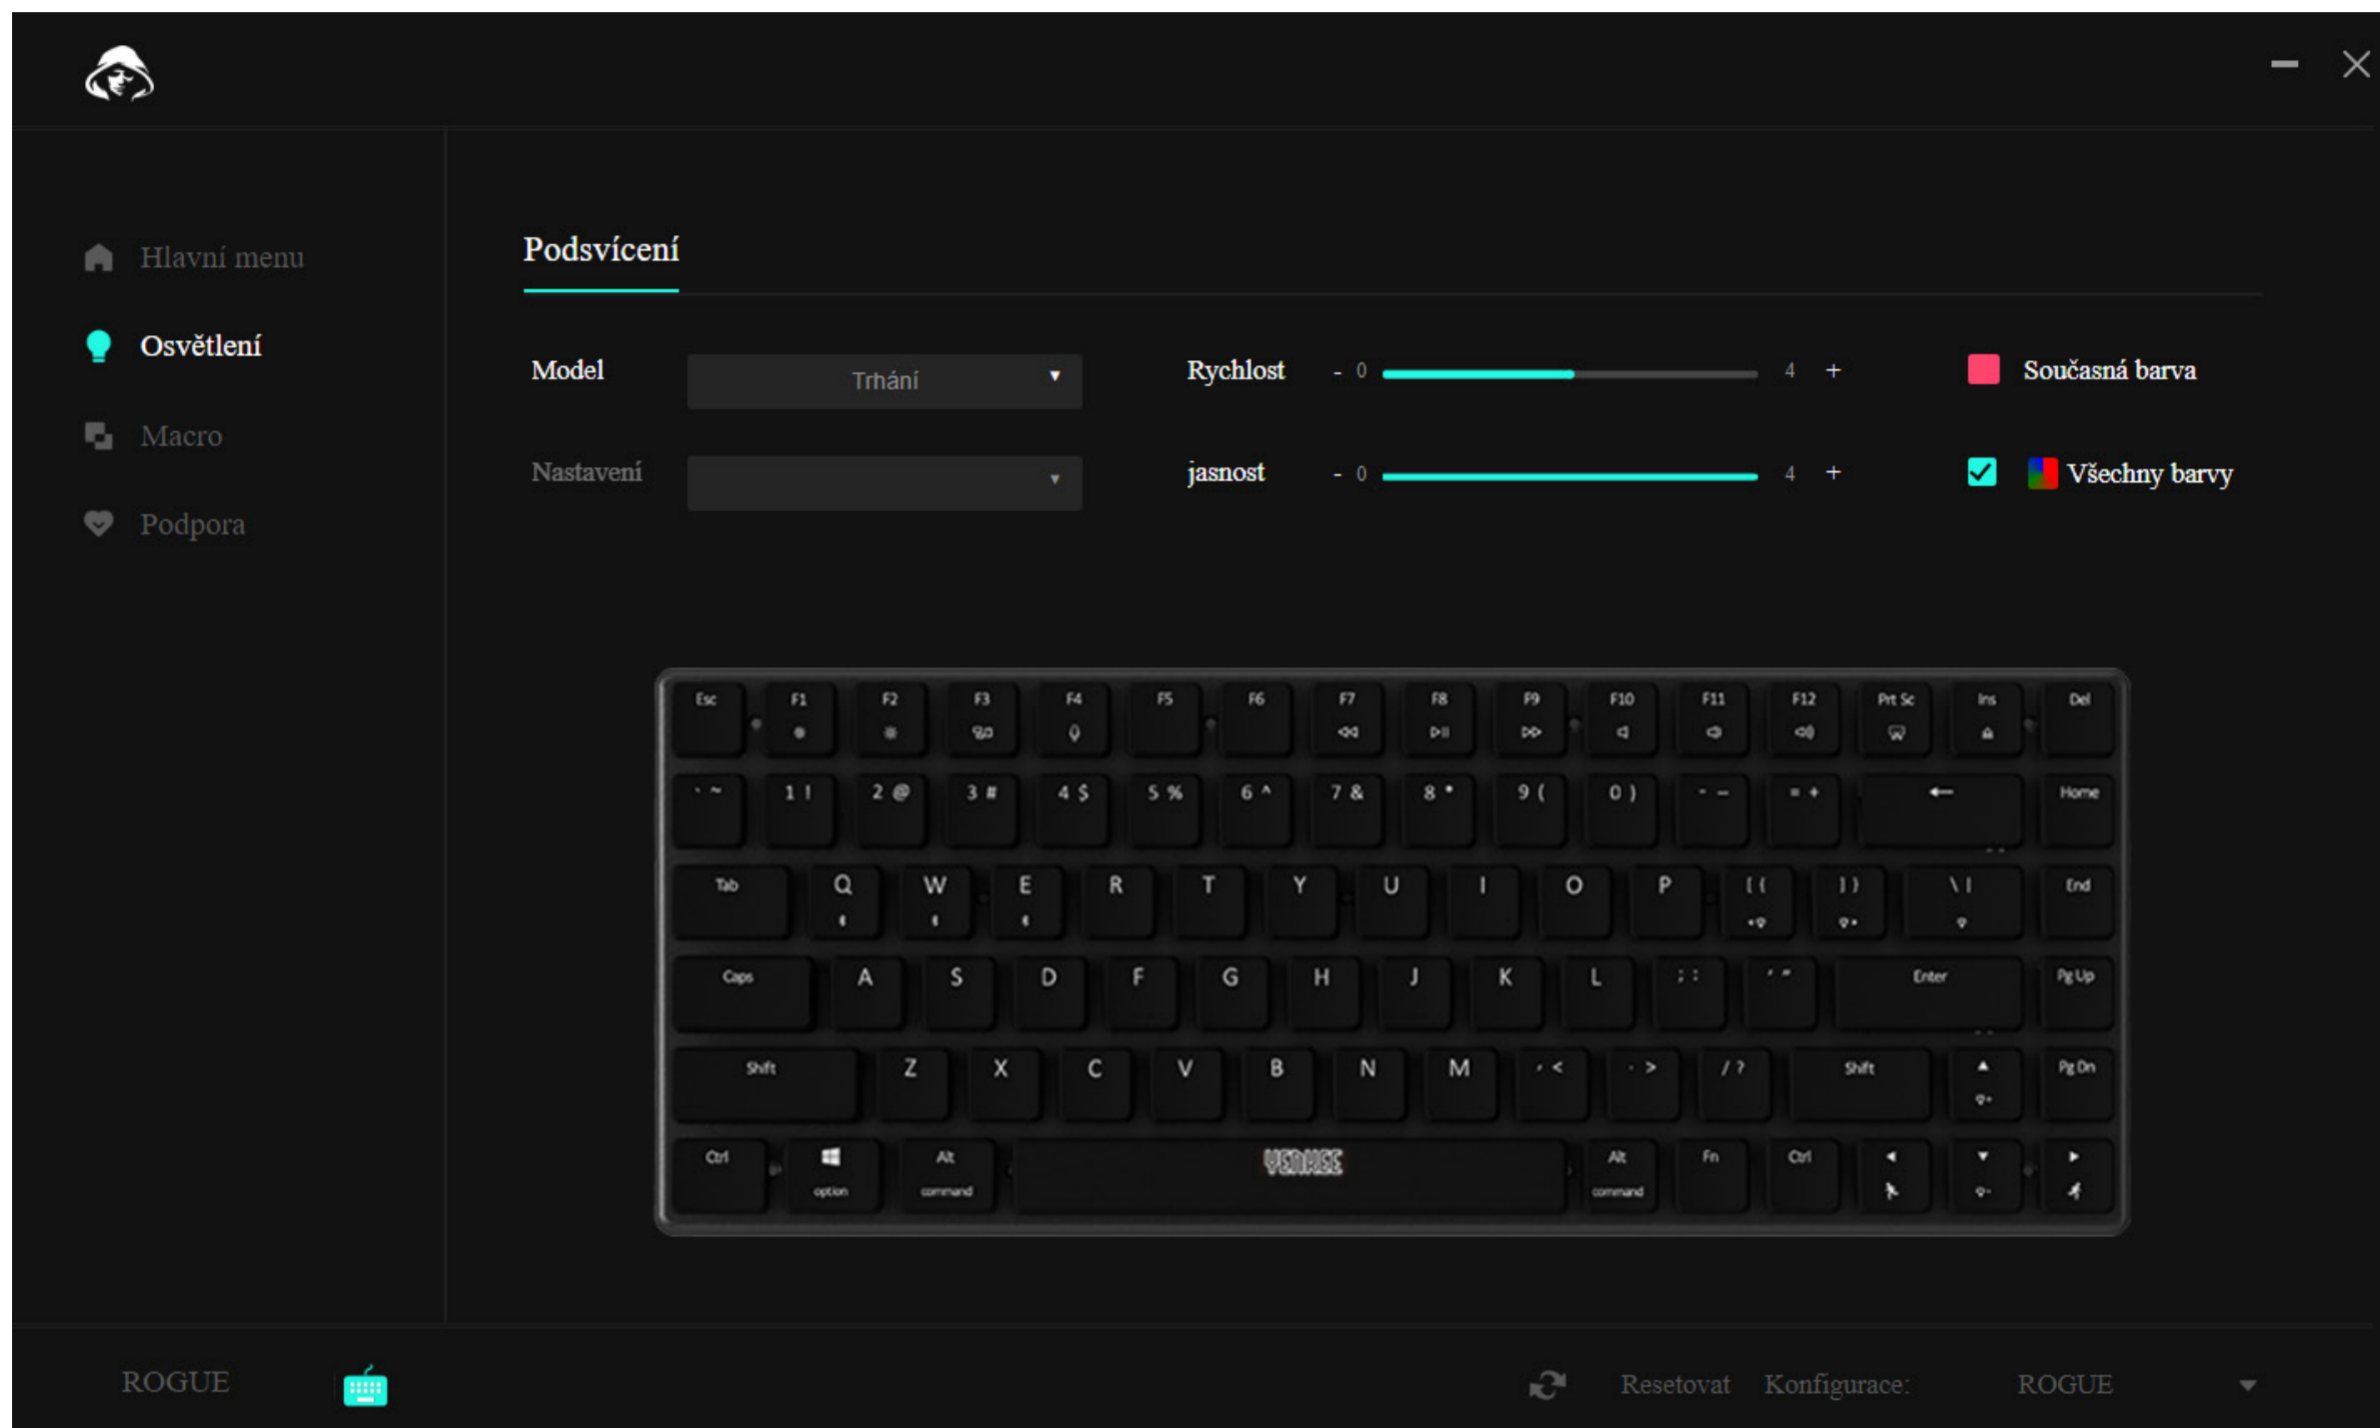 Hlavní menu
Osvětlení
Macro
Podpora
Podsvícení
Model Trhání Rychlost - 0 4 + Současná barva
Nastavení jasnost - 0 4 + Všechny barvy
Esc F1 F2 F3 F4 F5 F6 F7 F8 F9 F10 F11 F12 Prt Sc Ins Del
` ~ 1 ! 2 @ 3 # 4 $ 5 % 6 ^ 7 & 8 * 9 ( 0 ) - – = + Home
Tab Q W E R T Y U I O P [ { ] } \ | End
Caps A S D F G H J K L ; : ' " Enter Pg Up
Shift Z X C V B N M , < . > / ? Shift Pg Dn
Ctrl option Alt command YENKEE Alt command Fn Ctrl
ROGUE Resetovat Konfigurace: ROGUE